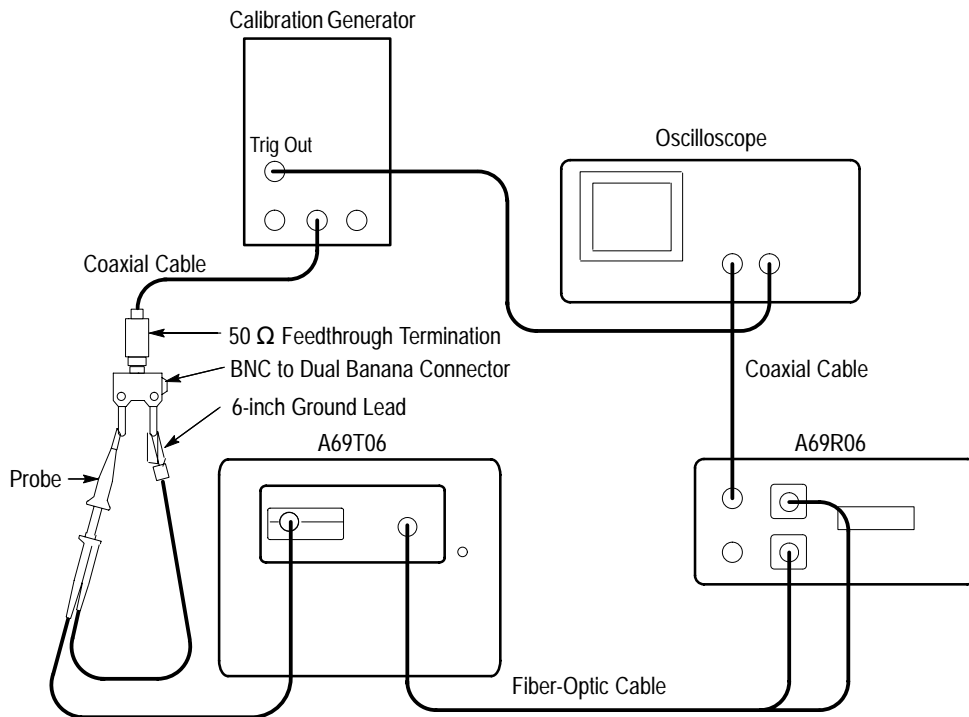 Calibration Generator
Trig Out
Oscilloscope
Coaxial Cable
50 Ω Feedthrough Termination
BNC to Dual Banana Connector
Coaxial Cable
6-inch Ground Lead
A69T06
A69R06
Probe
Fiber-Optic Cable